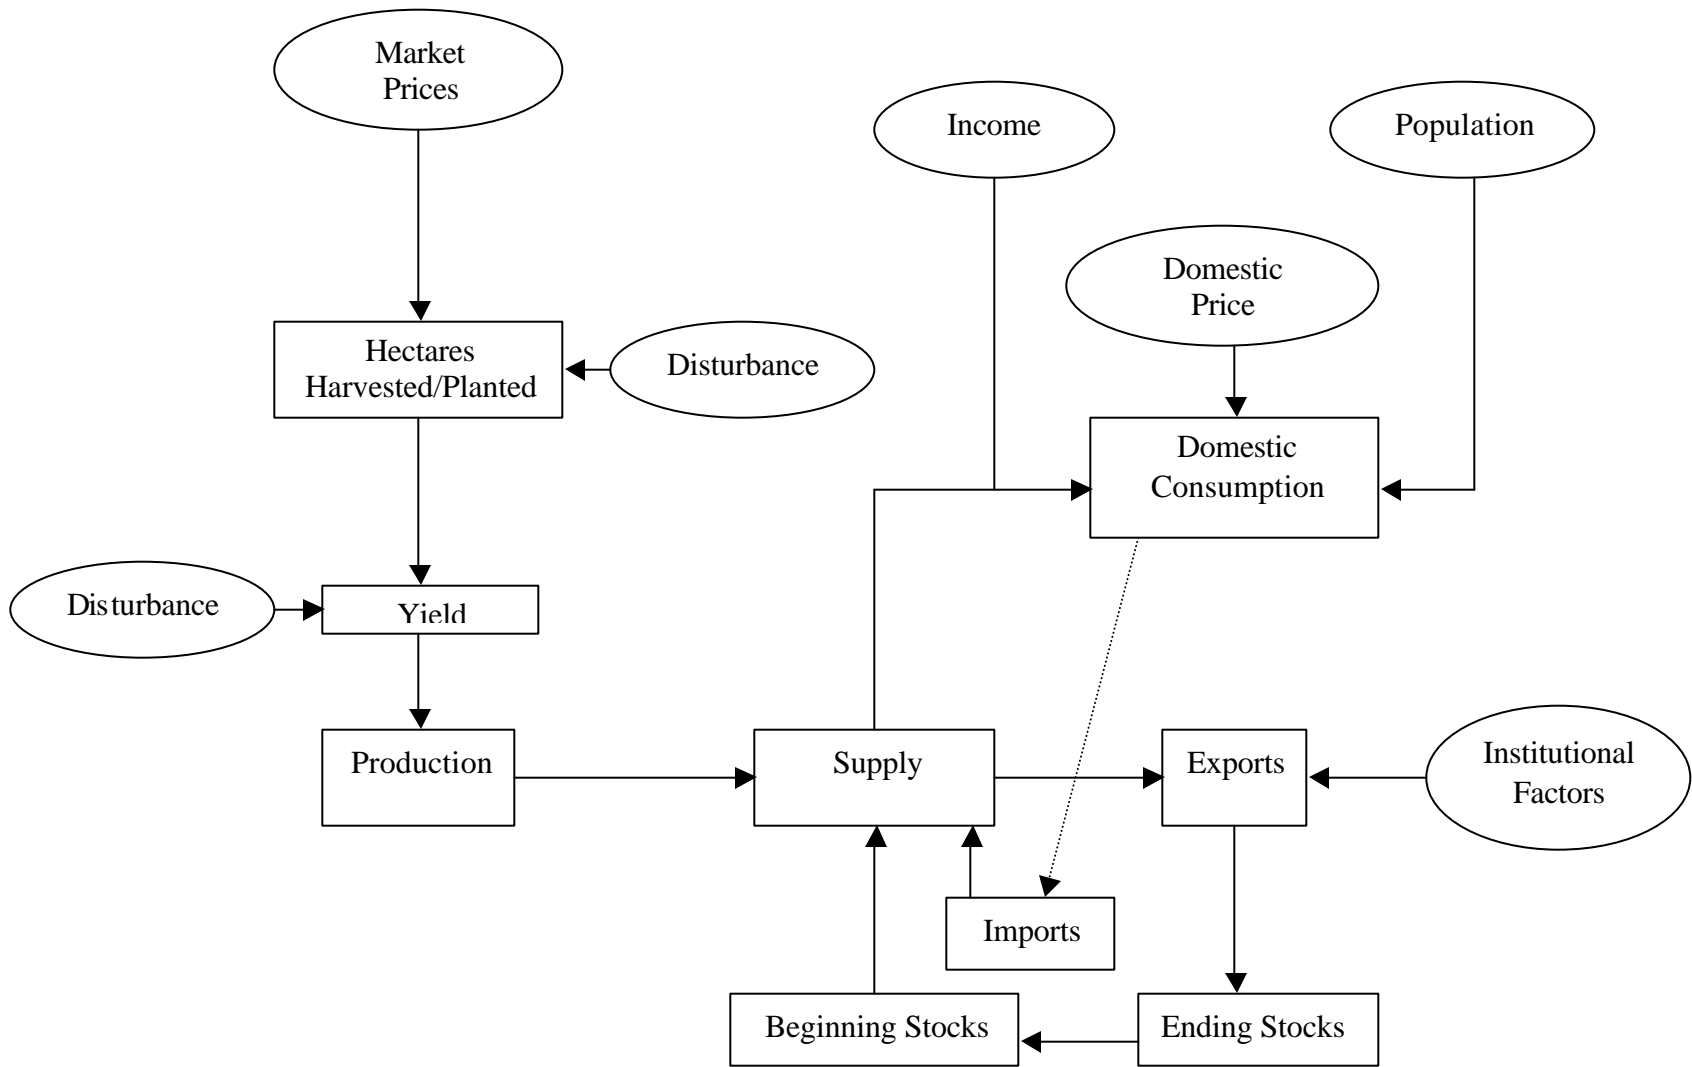 Market
Prices
Income
Population
Domestic
Price
Hectares
Harvested/Planted
Disturbance
Domestic
Consumption
Disturbance
Yield
Production
Supply
Exports
Institutional
Factors
Imports
Beginning Stocks
Ending Stocks